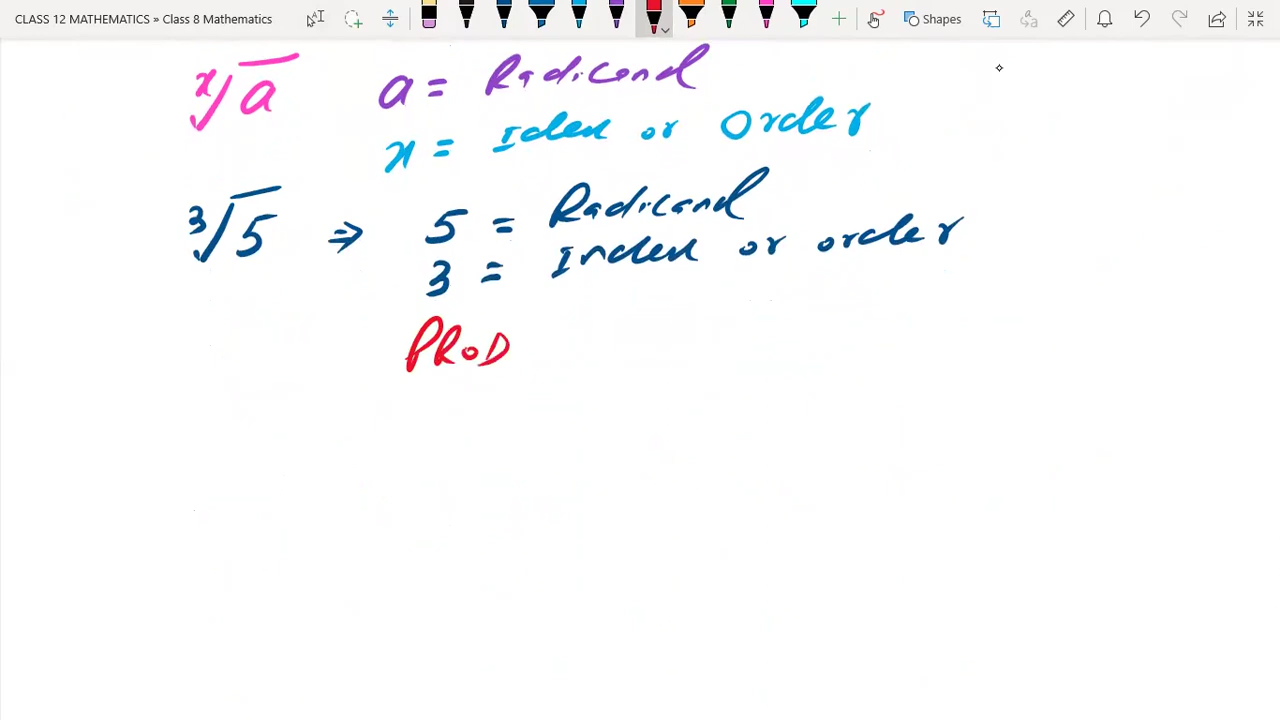 CLASS 12 MATHEMATICS » Class 8 Mathematics Shapes
ˣ√a a = Radicand
x = Idex or Order
³√5 ⇒ 5 = Radicand
3 = Index or order
PROD